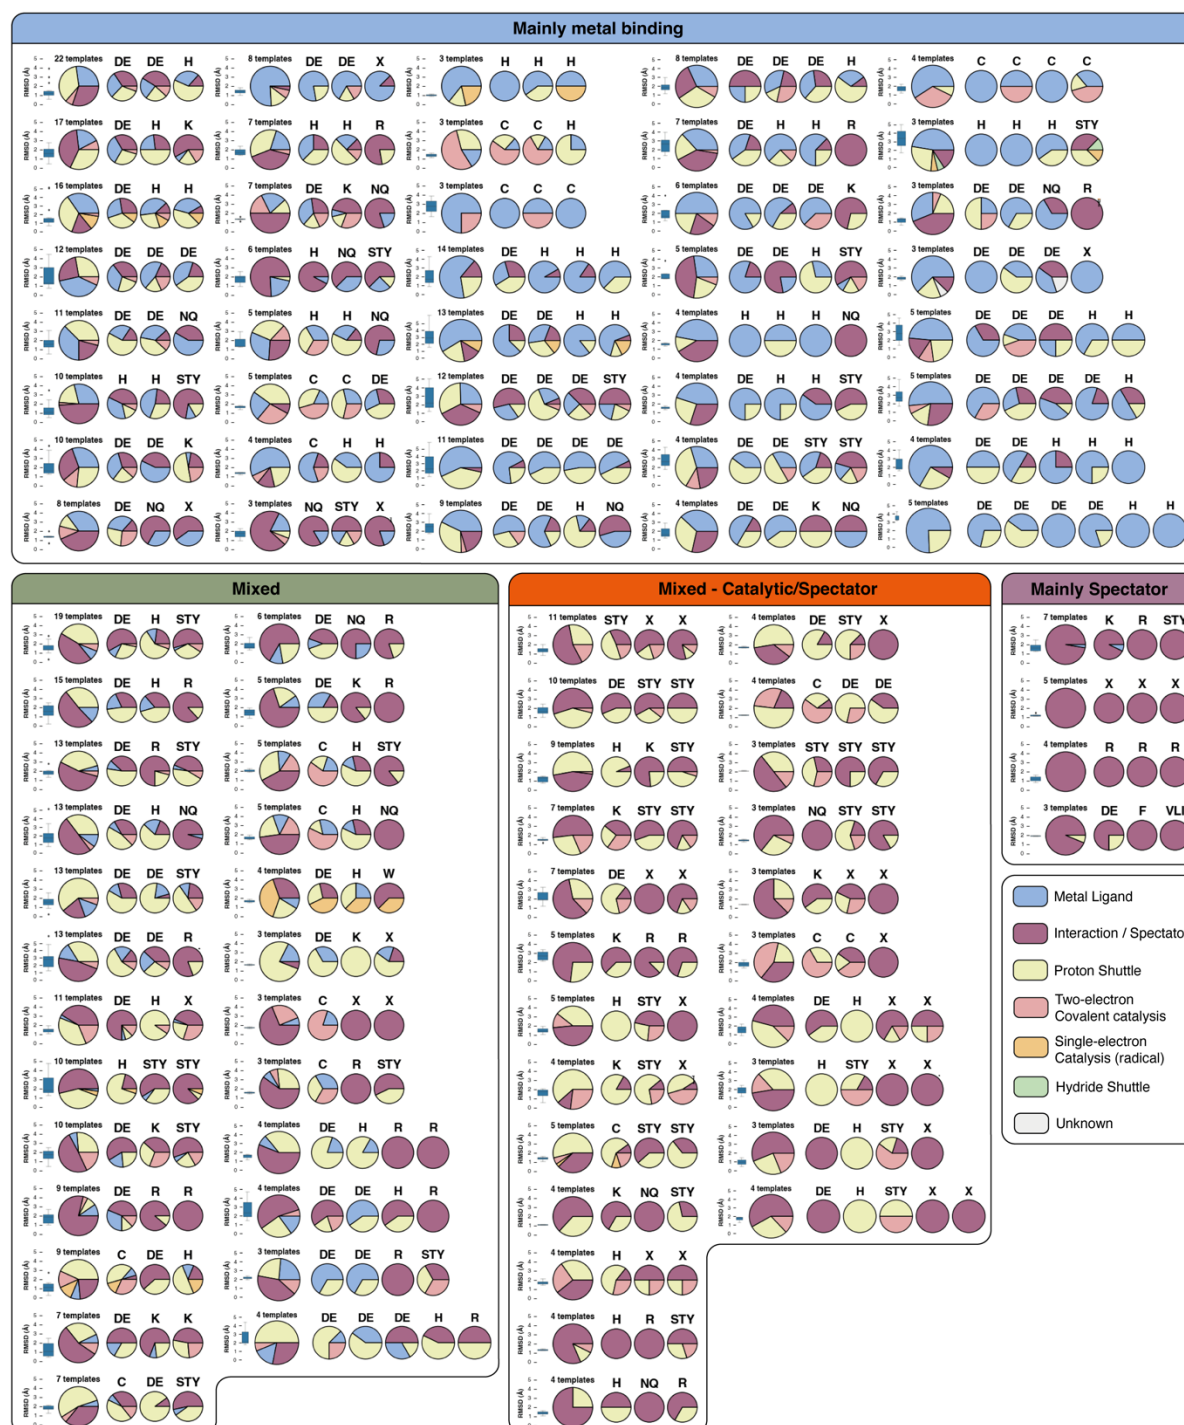 Mainly metal binding
22 templates DE DE H
8 templates DE DE X
3 templates H H H
8 templates DE DE DE H
4 templates C C C C
17 templates DE H K
7 templates H H R
3 templates C C H
7 templates DE H H R
3 templates H H H STY
16 templates DE H H
7 templates DE K NQ
3 templates C C C
6 templates DE DE DE K
3 templates DE DE NQ R
12 templates DE DE DE
6 templates H NQ STY
14 templates DE H H H
5 templates DE DE H STY
3 templates DE DE DE X
11 templates DE DE NQ
5 templates H H NQ
13 templates DE DE H H
4 templates H H H NQ
5 templates DE DE DE H H
10 templates H H STY
5 templates C C DE
12 templates DE DE DE STY
4 templates DE H H STY
5 templates DE DE DE DE H
10 templates DE DE K
4 templates C H H
11 templates DE DE DE DE
4 templates DE DE STY STY
4 templates DE DE H H H
8 templates DE NQ X
3 templates NQ STY X
9 templates DE DE H NQ
4 templates DE DE K NQ
5 templates DE DE DE DE H H
Mixed
19 templates DE H STY
6 templates DE NQ R
15 templates DE H R
5 templates DE K R
13 templates DE R STY
5 templates C H STY
13 templates DE H NQ
5 templates C H NQ
13 templates DE DE STY
4 templates DE H W
13 templates DE DE R
3 templates DE K X
11 templates DE H X
3 templates C X X
10 templates H STY STY
3 templates C R STY
10 templates DE K STY
4 templates DE H R R
9 templates DE R R
4 templates DE DE H R
9 templates C DE H
3 templates DE DE R STY
7 templates DE K K
4 templates DE DE DE H R
7 templates C DE STY
Mixed - Catalytic/Spectator
11 templates STY X X
4 templates DE STY X
10 templates DE STY STY
4 templates C DE DE
9 templates H K STY
3 templates STY STY STY
7 templates K STY STY
3 templates NQ STY STY
7 templates DE X X
3 templates K X X
5 templates K R R
3 templates C C X
5 templates H STY X
4 templates DE H X X
4 templates K STY X
3 templates H STY X X
5 templates C STY STY
3 templates DE H STY X
4 templates K NQ STY
4 templates DE H STY X X
4 templates H X X
4 templates H R STY
4 templates H NQ R
Mainly Spectator
7 templates K R STY
5 templates X X X
4 templates R R R
3 templates DE F
Metal Ligand
Interaction / Spectato
Proton Shuttle
Two-electron
Covalent catalysis
Single-electron
Catalysis (radical)
Hydride Shuttle
Unknown